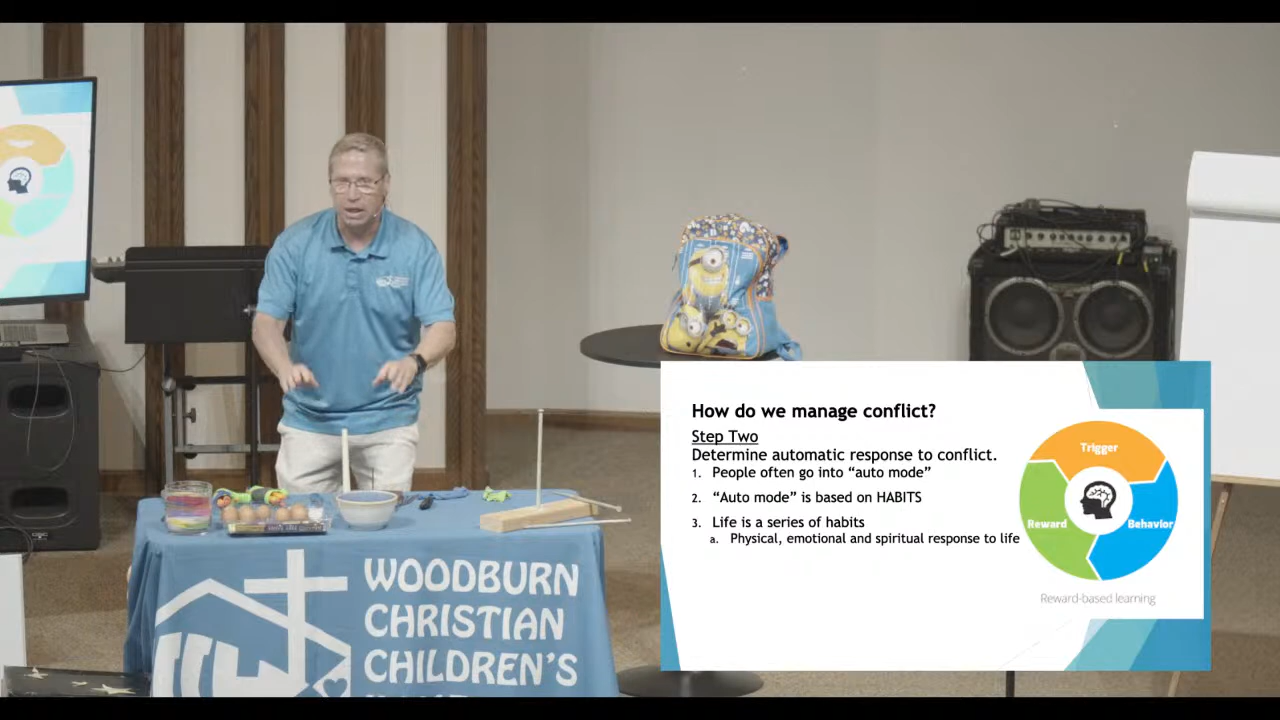 How do we manage conflict?
Step Two
Determine automatic response to conflict.
1. People often go into “auto mode”
2. “Auto mode” is based on HABITS
3. Life is a series of habits
a. Physical, emotional and spiritual response to life
Trigger
Reward
Behavior
Reward-based learning
WOODBURN
CHRISTIAN
CHILDREN'S